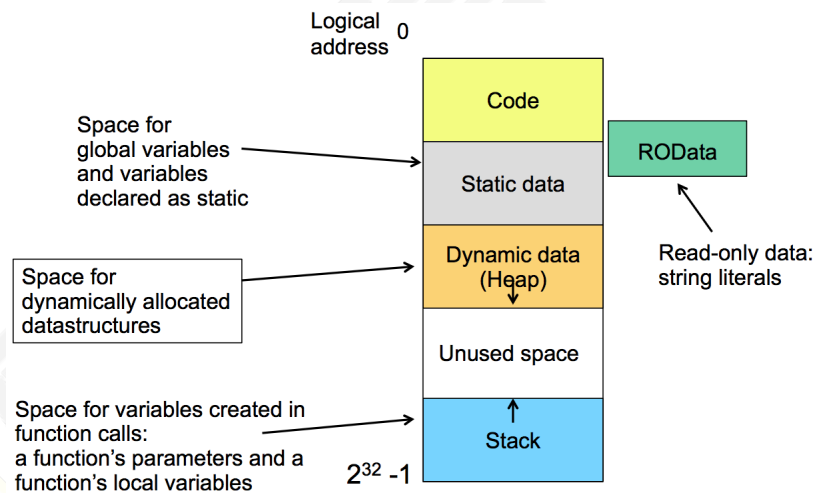 Logical
address
0
Code
Space for
global variables
and variables
declared as static
ROData
Static data
Read-only data:
string literals
Dynamic data
(Heap)
Space for
dynamically allocated
datastructures
Unused space
Space for variables created in
function calls:
a function's parameters and a
function's local variables
Stack
2³² -1